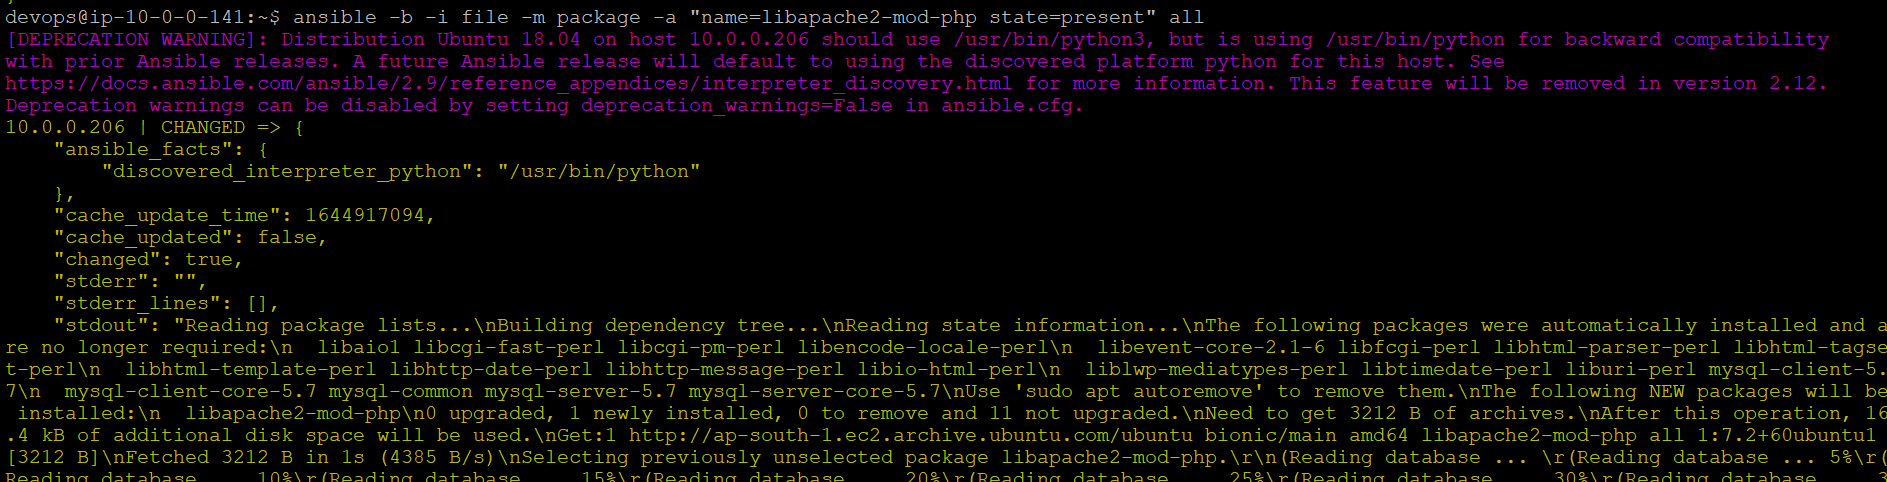 devops@ip-10-0-0-141:~$ ansible -b -i file -m package -a "name=libapache2-mod-php state=present" all
[DEPRECATION WARNING]: Distribution Ubuntu 18.04 on host 10.0.0.206 should use /usr/bin/python3, but is using /usr/bin/python for backward compatibility
with prior Ansible releases. A future Ansible release will default to using the discovered platform python for this host. See
https://docs.ansible.com/ansible/2.9/reference_appendices/interpreter_discovery.html for more information. This feature will be removed in version 2.12.
Deprecation warnings can be disabled by setting deprecation_warnings=False in ansible.cfg.
10.0.0.206 | CHANGED => {
    "ansible_facts": {
        "discovered_interpreter_python": "/usr/bin/python"
    },
    "cache_update_time": 1644917094,
    "cache_updated": false,
    "changed": true,
    "stderr": "",
    "stderr_lines": [],
    "stdout": "Reading package lists...\nBuilding dependency tree...\nReading state information...\nThe following packages were automatically installed and a
re no longer required:\n  libaio1 libcgi-fast-perl libcgi-pm-perl libencode-locale-perl\n  libevent-core-2.1-6 libfcgi-perl libhtml-parser-perl libhtml-tagse
t-perl\n  libhtml-template-perl libhttp-date-perl libhttp-message-perl libio-html-perl\n  liblwp-mediatypes-perl libtimedate-perl liburi-perl mysql-client-5.
7\n  mysql-client-core-5.7 mysql-common mysql-server-5.7 mysql-server-core-5.7\nUse 'sudo apt autoremove' to remove them.\nThe following NEW packages will be
 installed:\n  libapache2-mod-php\n0 upgraded, 1 newly installed, 0 to remove and 11 not upgraded.\nNeed to get 3212 B of archives.\nAfter this operation, 16
.4 kB of additional disk space will be used.\nGet:1 http://ap-south-1.ec2.archive.ubuntu.com/ubuntu bionic/main amd64 libapache2-mod-php all 1:7.2+60ubuntu1
[3212 B]\nFetched 3212 B in 1s (4385 B/s)\nSelecting previously unselected package libapache2-mod-php.\r\n(Reading database ... \r(Reading database ... 5%\r(
Reading database ... 10%\r(Reading database ... 15%\r(Reading database ... 20%\r(Reading database ... 25%\r(Reading database ... 30%\r(Reading database ... 3